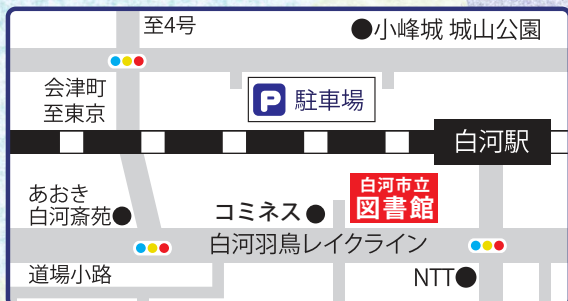 至4号
●小峰城 城山公園
会津町
至東京
P 駐車場
白河駅
あおき
白河斎苑●
コミネス●
白河市立
図書館
白河羽鳥レイクライン
道場小路
NTT●